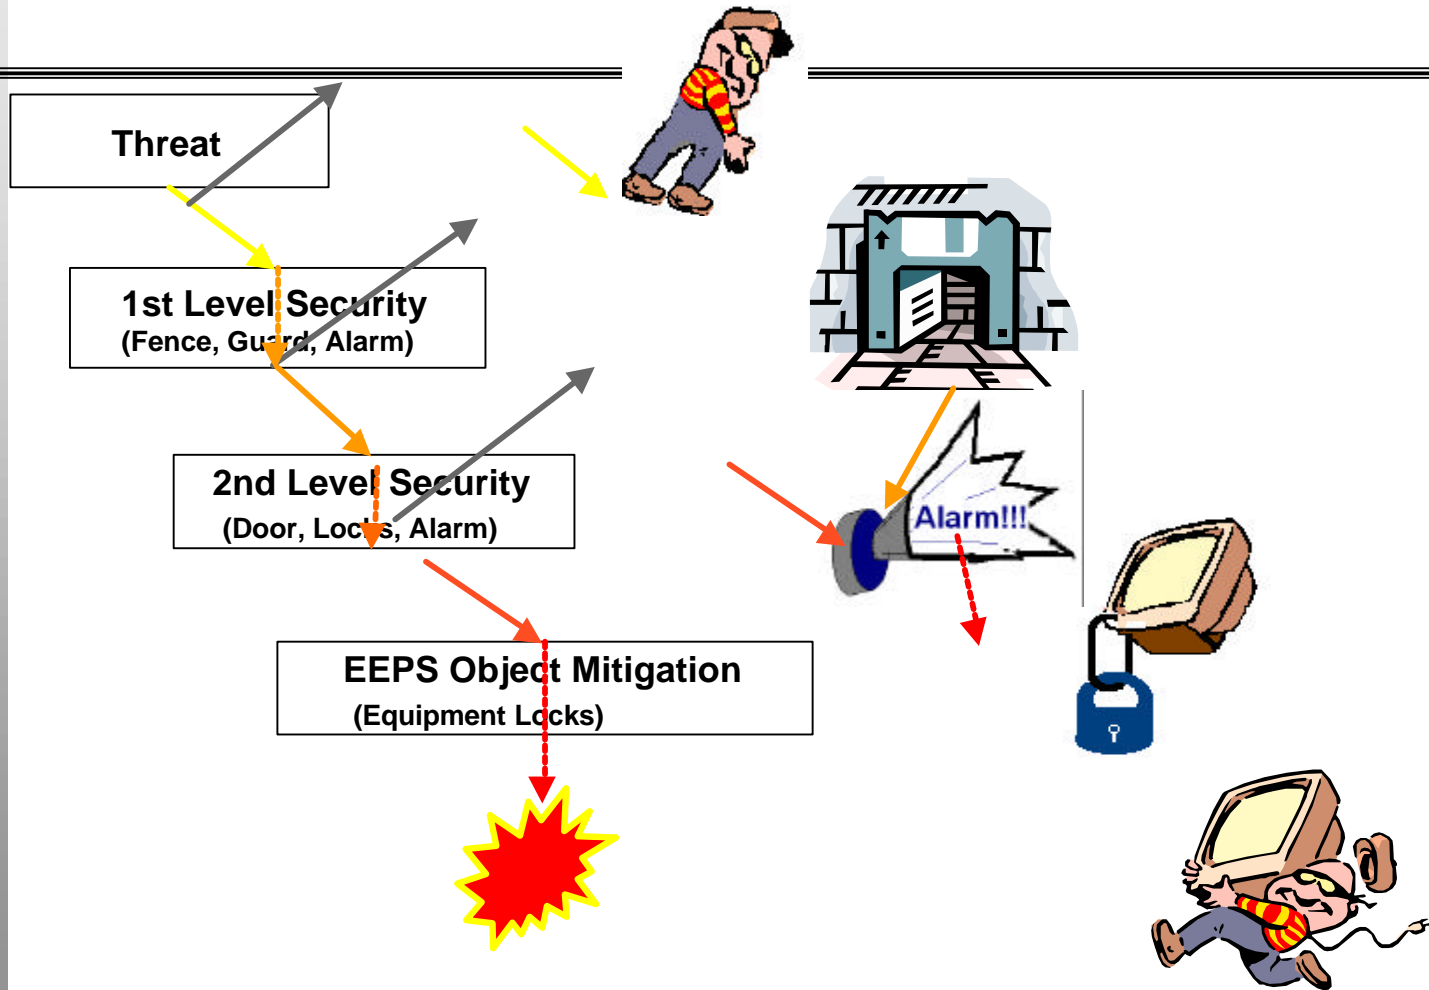 Threat
1st Level Security
(Fence, Guard, Alarm)
2nd Level Security
(Door, Locks, Alarm)
Alarm!!!
EEPS Object Mitigation
(Equipment Locks)